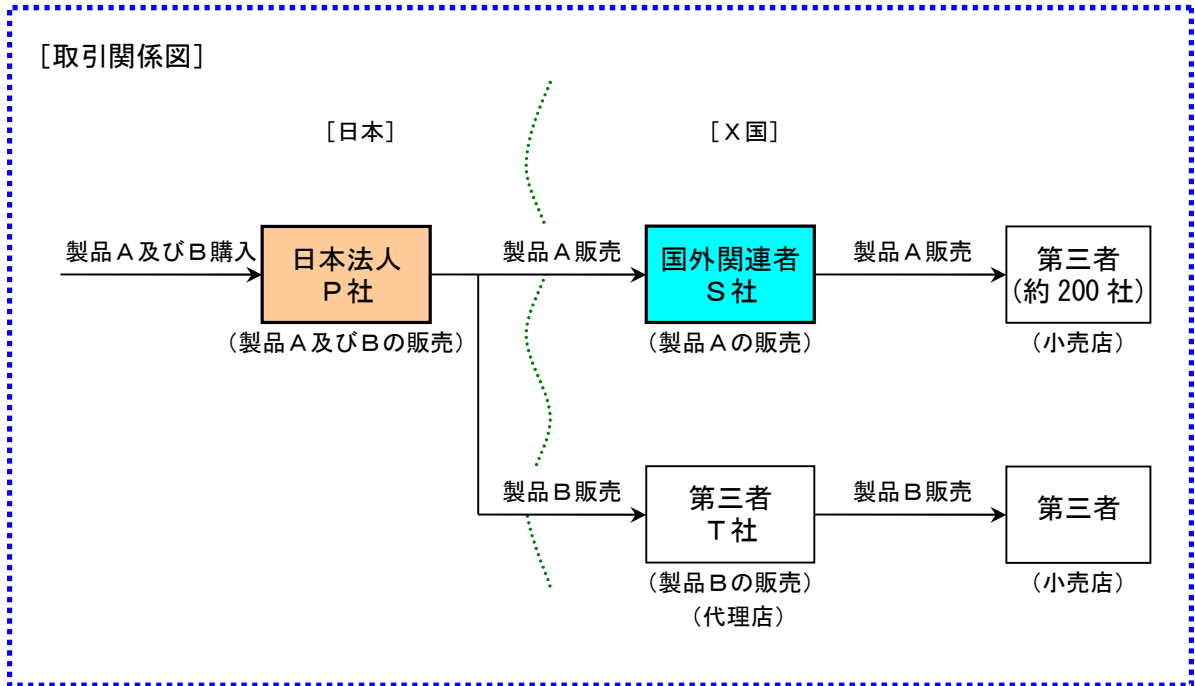 ［取引関係図］
［日本］
［Ｘ国］
製品Ａ及びＢ購入
日本法人
Ｐ社
（製品Ａ及びＢの販売）
製品Ａ販売
国外関連者
Ｓ社
（製品Ａの販売）
製品Ａ販売
第三者
（約 200 社）
（小売店）
製品Ｂ販売
第三者
Ｔ社
（製品Ｂの販売）
（代理店）
製品Ｂ販売
第三者
（小売店）